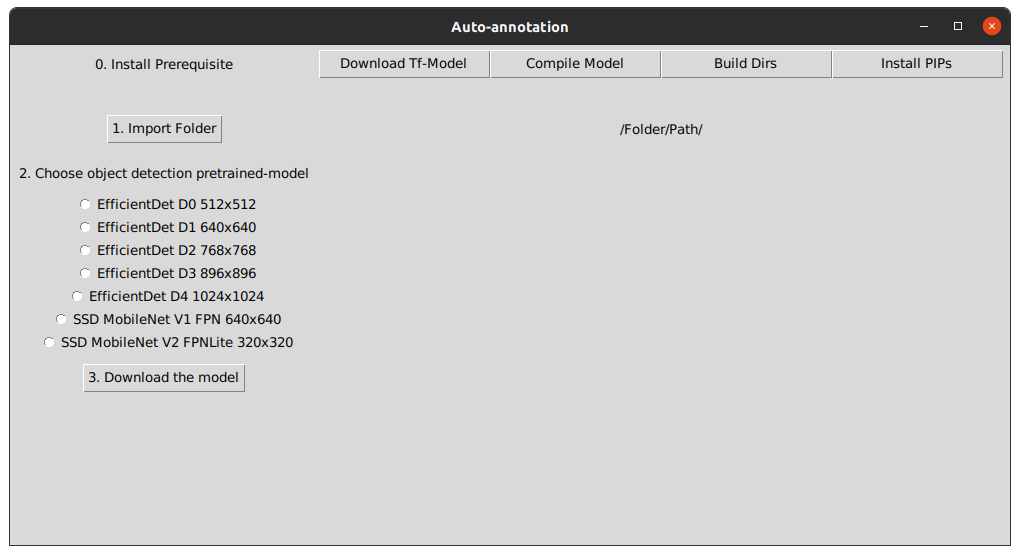 Auto-annotation
0. Install Prerequisite
Download Tf-Model
Compile Model
Build Dirs
Install PIPs
1. Import Folder
/Folder/Path/
2. Choose object detection pretrained-model
EfficientDet D0 512x512
EfficientDet D1 640x640
EfficientDet D2 768x768
EfficientDet D3 896x896
EfficientDet D4 1024x1024
SSD MobileNet V1 FPN 640x640
SSD MobileNet V2 FPNLite 320x320
3. Download the model